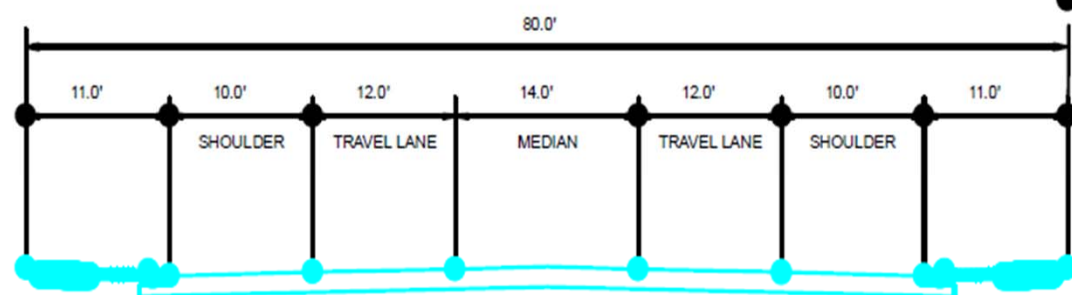 80.0'
11.0' 10.0' 12.0' 14.0' 12.0' 10.0' 11.0'
SHOULDER TRAVEL LANE MEDIAN TRAVEL LANE SHOULDER